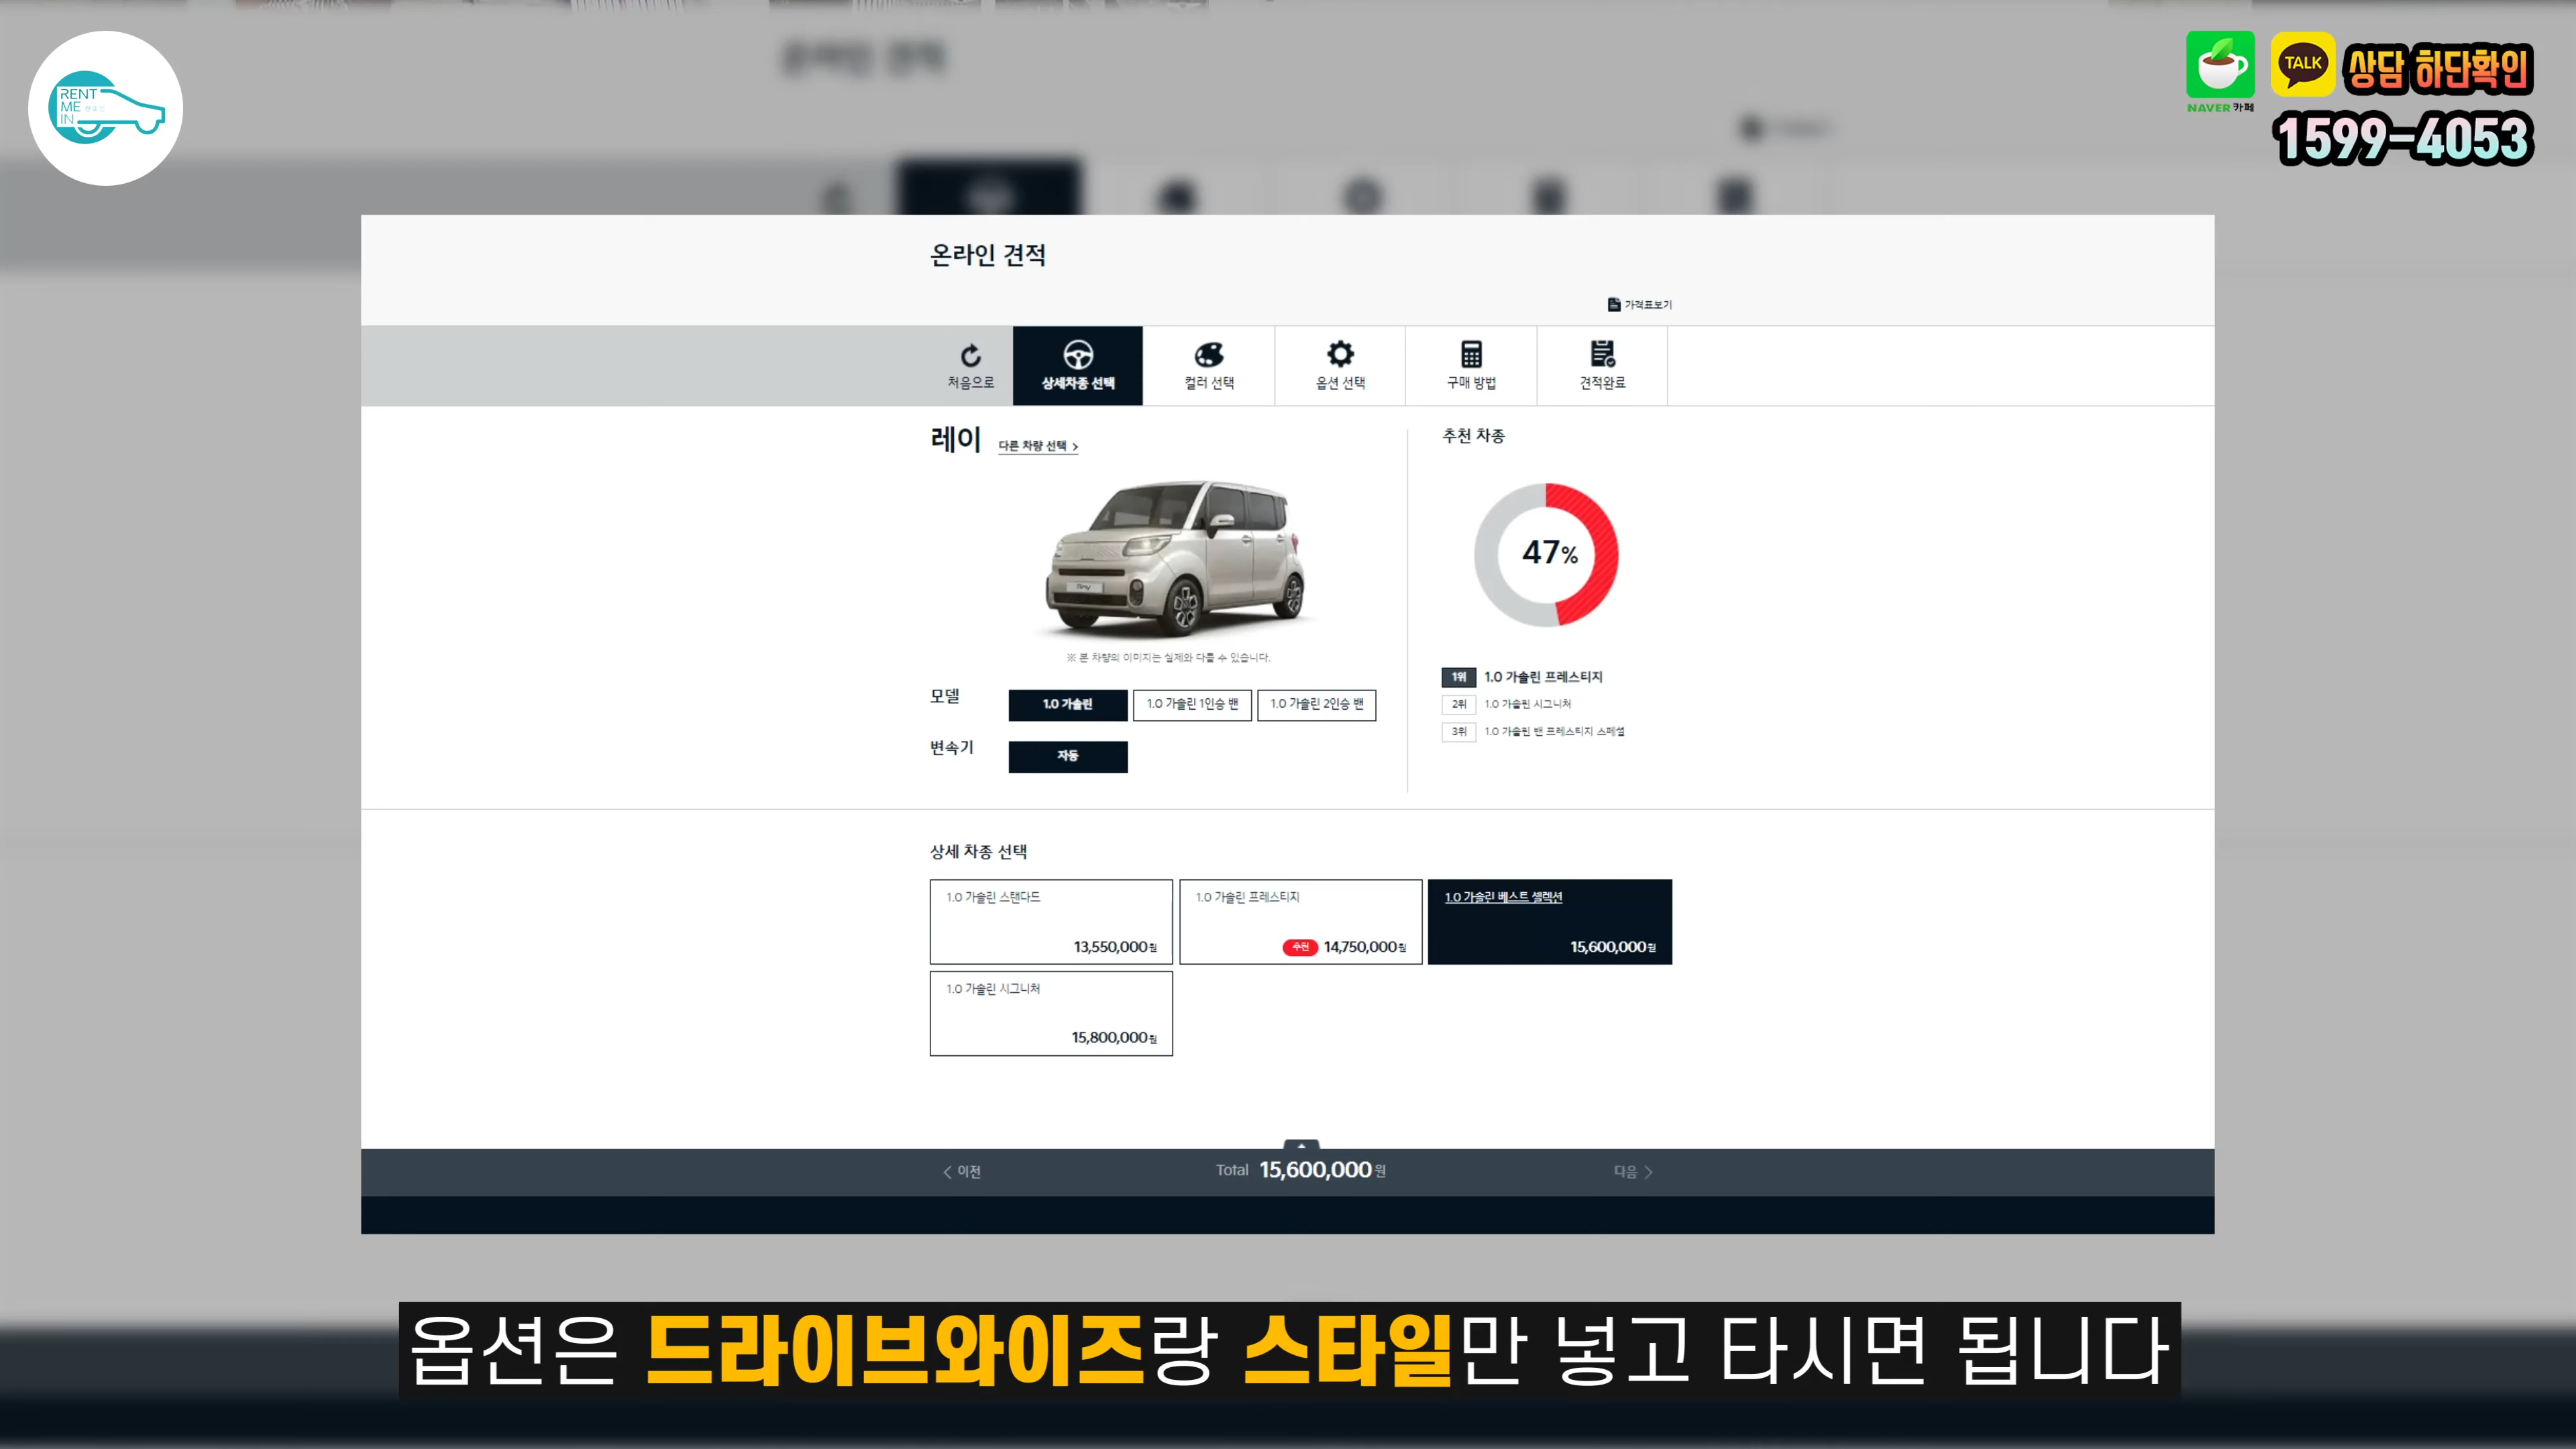 RENT
ME 렌트미
IN
NAVER 카페
TALK
상담 하단확인
1599-4053
온라인 견적
가격표보기
처음으로
상세차종 선택
컬러 선택
옵션 선택
구매 방법
견적완료
레이
다른 차량 선택 >
※ 본 차량의 이미지는 실제와 다를 수 있습니다.
모델
1.0 가솔린
1.0 가솔린 1인승 밴
1.0 가솔린 2인승 밴
변속기
자동
추천 차종
47%
1위 1.0 가솔린 프레스티지
2위 1.0 가솔린 시그니처
3위 1.0 가솔린 밴 프레스티지 스페셜
상세 차종 선택
1.0 가솔린 스탠다드
13,550,000원
1.0 가솔린 프레스티지
추천 14,750,000원
1.0 가솔린 베스트 셀렉션
15,600,000원
1.0 가솔린 시그니처
15,800,000원
< 이전
Total 15,600,000원
다음 >
옵션은 드라이브와이즈랑 스타일만 넣고 타시면 됩니다